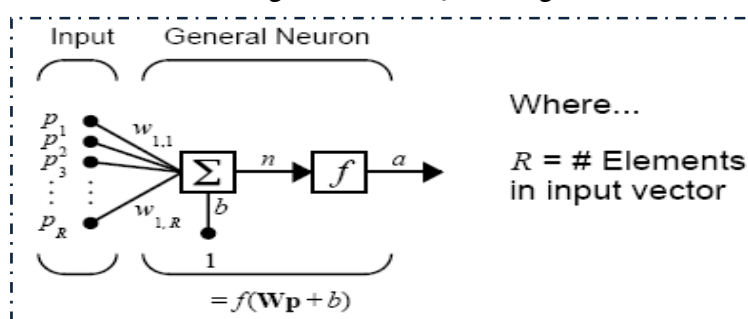 Input General Neuron
p1
p2
p3
pR
w1,1
w1,R
Σ
n
f
a
b
1
= f(Wp + b)
Where...
R = # Elements
in input vector